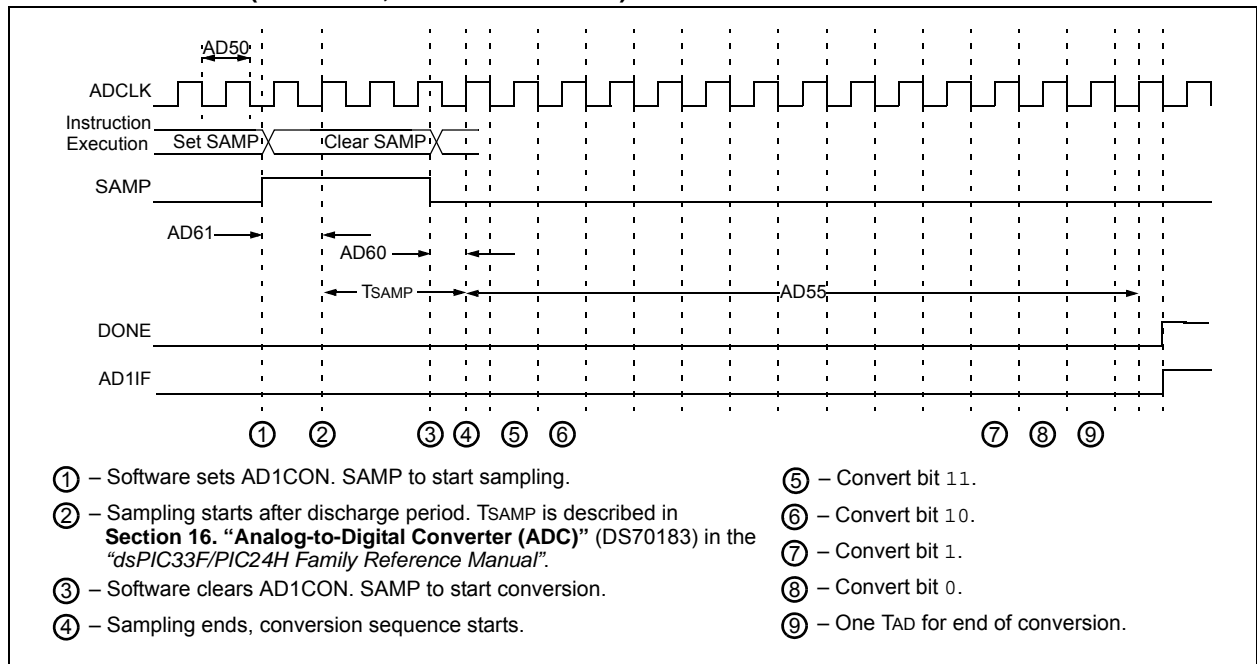 AD50
ADCLK
Instruction
Execution
Set SAMP
Clear SAMP
SAMP
AD61
AD60
TSAMP
AD55
DONE
AD1IF
1 2 3 4 5 6 7 8 9
1 – Software sets AD1CON. SAMP to start sampling.
2 – Sampling starts after discharge period. TSAMP is described in
Section 16. “Analog-to-Digital Converter (ADC)” (DS70183) in the
“dsPIC33F/PIC24H Family Reference Manual”.
3 – Software clears AD1CON. SAMP to start conversion.
4 – Sampling ends, conversion sequence starts.
5 – Convert bit 11.
6 – Convert bit 10.
7 – Convert bit 1.
8 – Convert bit 0.
9 – One TAD for end of conversion.